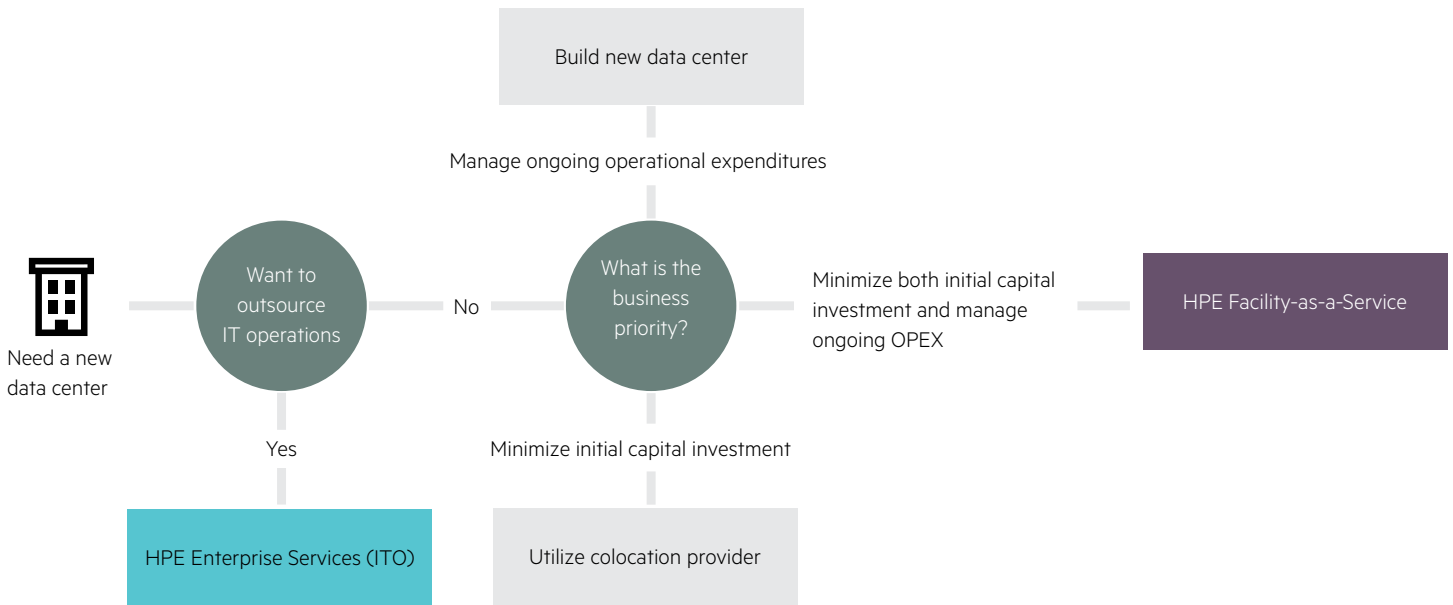 Build new data center
Manage ongoing operational expenditures
Need a new
data center
Want to
outsource
IT operations
No
What is the
business
priority?
Minimize both initial capital
investment and manage
ongoing OPEX
HPE Facility-as-a-Service
Yes
Minimize initial capital investment
HPE Enterprise Services (ITO)
Utilize colocation provider